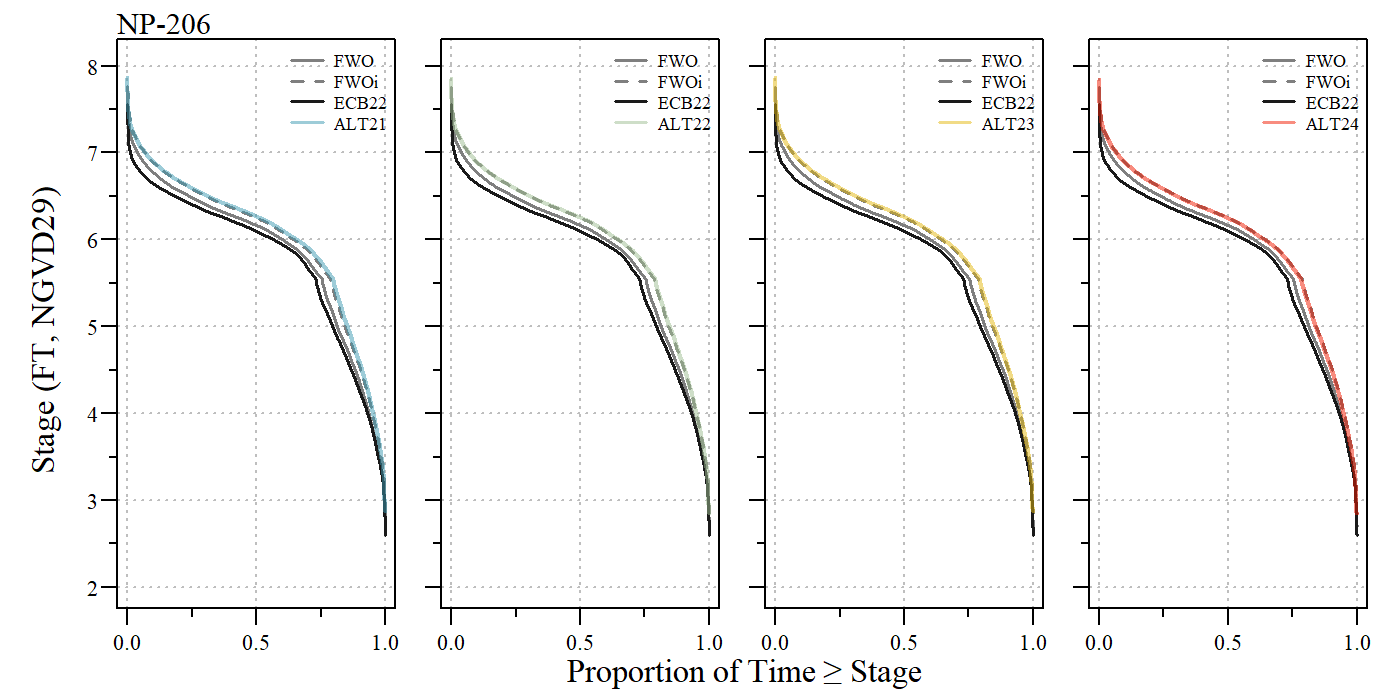 NP-206
FWO
FWOi
ECB22
ALT21
FWO
FWOi
ECB22
ALT22
FWO
FWOi
ECB22
ALT23
FWO
FWOi
ECB22
ALT24
Stage (FT, NGVD29)
8
7
6
5
4
3
2
0.0 0.5 1.0
0.0 0.5 1.0
0.0 0.5 1.0
0.0 0.5 1.0
Proportion of Time ≥ Stage